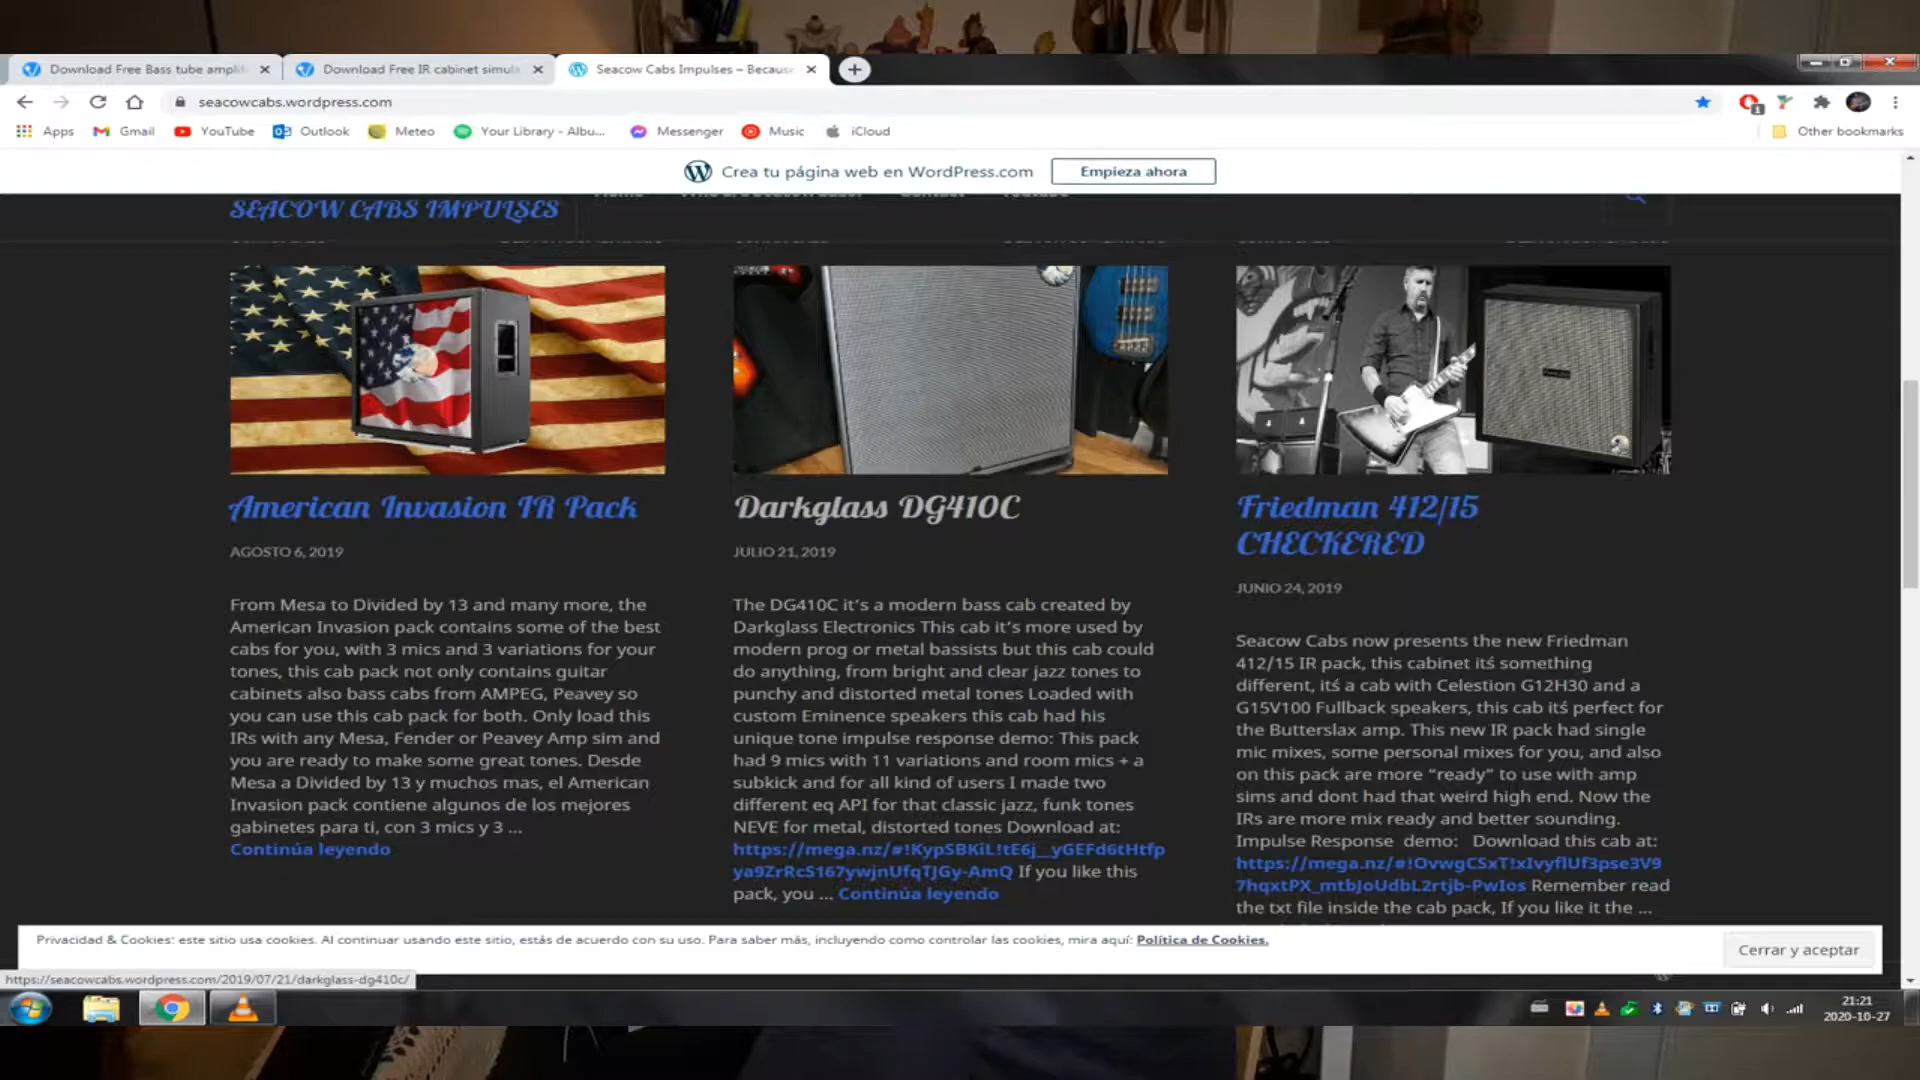 Download Free Bass tube amplif
Download Free IR cabinet simula
Seacow Cabs Impulses – Because
seacowcabs.wordpress.com
Apps
Gmail
YouTube
Outlook
Meteo
Your Library - Albu...
Messenger
Music
iCloud
Other bookmarks
Crea tu página web en WordPress.com
Empieza ahora
SEACOW CABS IMPULSES
American Invasion IR Pack
AGOSTO 6, 2019
From Mesa to Divided by 13 and many more, the
American Invasion pack contains some of the best
cabs for you, with 3 mics and 3 variations for your
tones, this cab pack not only contains guitar
cabinets also bass cabs from AMPEG, Peavey so
you can use this cab pack for both. Only load this
IRs with any Mesa, Fender or Peavey Amp sim and
you are ready to make some great tones. Desde
Mesa a Divided by 13 y muchos mas, el American
Invasion pack contiene algunos de los mejores
gabinetes para ti, con 3 mics y 3 ...
Continúa leyendo
Darkglass DG410C
JULIO 21, 2019
The DG410C it's a modern bass cab created by
Darkglass Electronics This cab it's more used by
modern prog or metal bassists but this cab could
do anything, from bright and clear jazz tones to
punchy and distorted metal tones Loaded with
custom Eminence speakers this cab had his
unique tone impulse response demo: This pack
had 9 mics with 11 variations and room mics + a
subkick and for all kind of users I made two
different eq API for that classic jazz, funk tones
NEVE for metal, distorted tones Download at:
https://mega.nz/#!KypSBKiL!tE6j_yGEFd6tHtfp
ya9ZrRcS167ywjnUfqTJGy-AmQ If you like this
pack, you ... Continúa leyendo
Friedman 412/15
CHECKERED
JUNIO 24, 2019
Seacow Cabs now presents the new Friedman
412/15 IR pack, this cabinet itś something
different, itś a cab with Celestion G12H30 and a
G15V100 Fullback speakers, this cab itś perfect for
the Butterslax amp. This new IR pack had single
mic mixes, some personal mixes for you, and also
on this pack are more “ready” to use with amp
sims and dont had that weird high end. Now the
IRs are more mix ready and better sounding.
Impulse Response demo: Download this cab at:
https://mega.nz/#!OvwgCSxT!xIvyflUf3pse3V9
7hqxtPX_mtbJoUdbL2rtjb-PwIos Remember read
the txt file inside the cab pack, If you like it the ...
Privacidad & Cookies: este sitio usa cookies. Al continuar usando este sitio, estás de acuerdo con su uso. Para saber más, incluyendo como controlar las cookies, mira aquí: Política de Cookies.
Cerrar y aceptar
https://seacowcabs.wordpress.com/2019/07/21/darkglass-dg410c/
21:21
2020-10-27